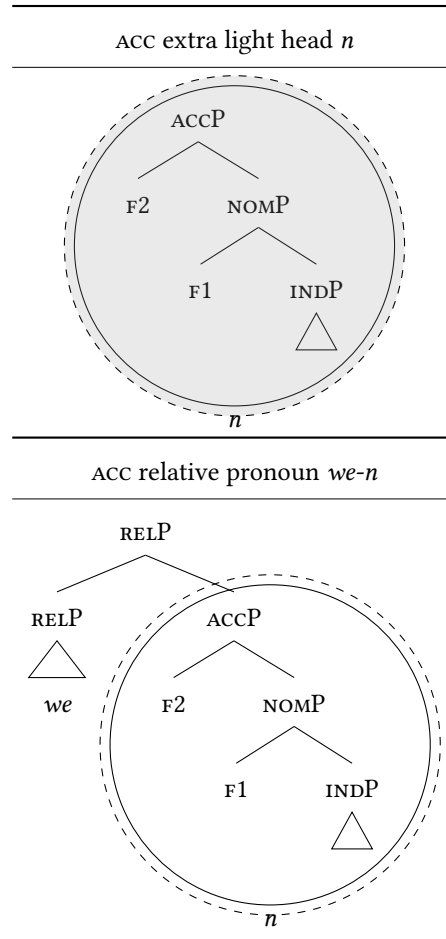 ACC extra light head n
ACCP
F2 NOMP
F1 INDP
n
ACC relative pronoun we-n
RELP
RELP ACCP
we F2 NOMP
F1 INDP
n